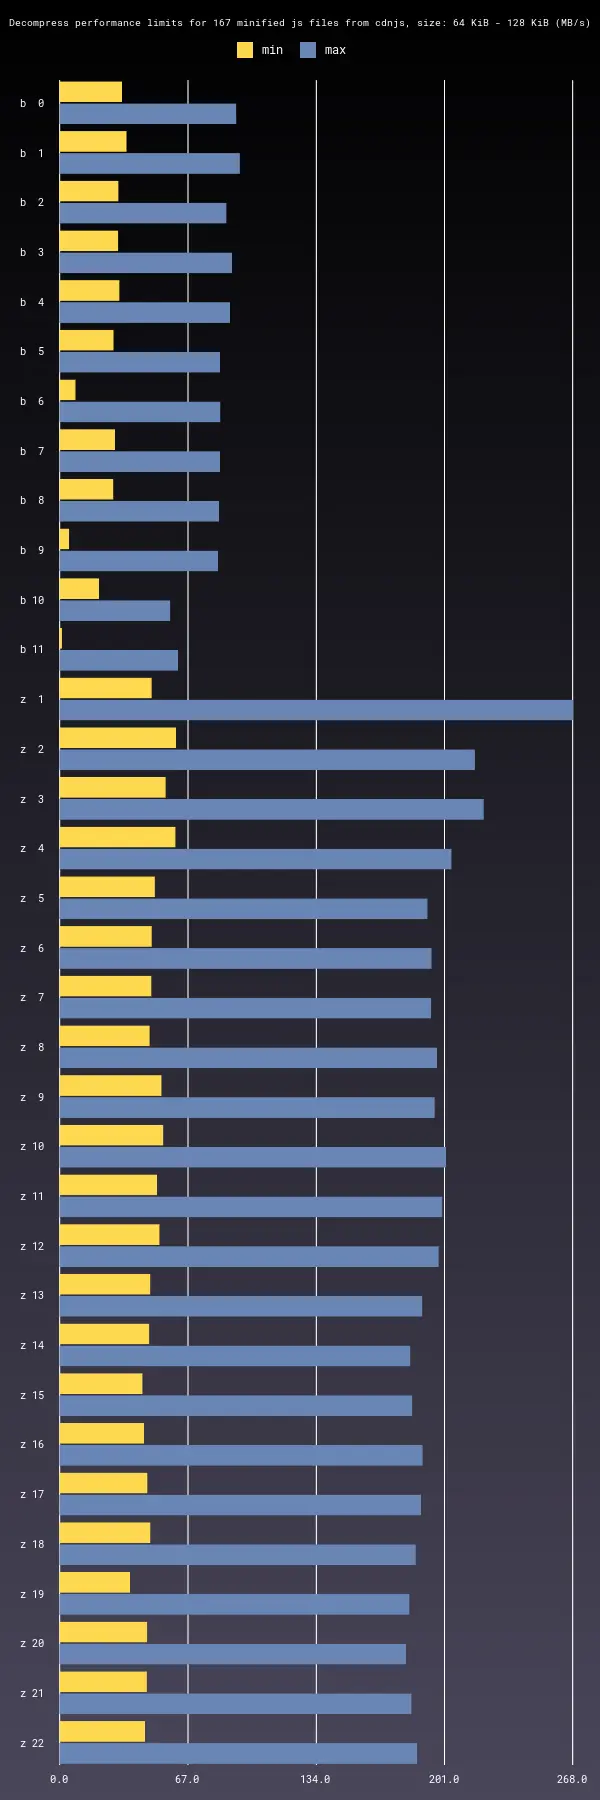 Decompress performance limits for 167 minified js files from cdnjs, size: 64 KiB - 128 KiB (MB/s)
min max
b 0
b 1
b 2
b 3
b 4
b 5
b 6
b 7
b 8
b 9
b 10
b 11
z 1
z 2
z 3
z 4
z 5
z 6
z 7
z 8
z 9
z 10
z 11
z 12
z 13
z 14
z 15
z 16
z 17
z 18
z 19
z 20
z 21
z 22
0.0 67.0 134.0 201.0 268.0